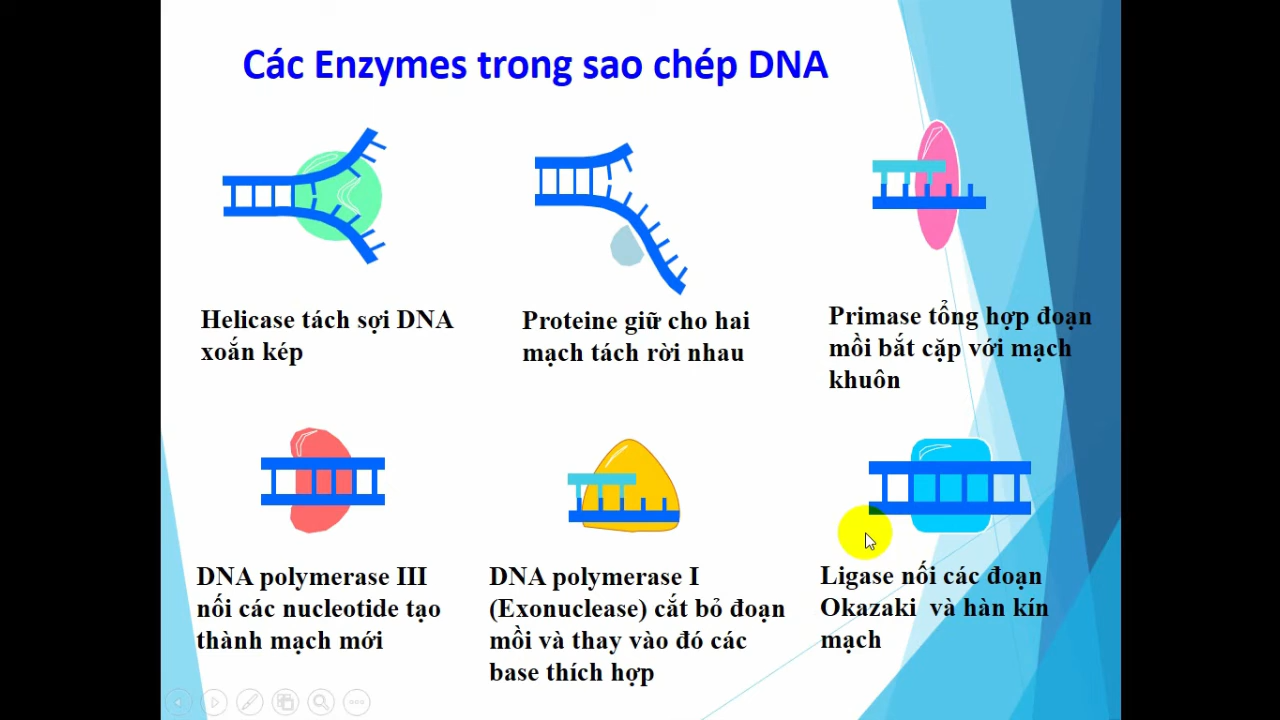 Các Enzymes trong sao chép DNA
Helicase tách sợi DNA
xoắn kép
Proteine giữ cho hai
mạch tách rời nhau
Primase tổng hợp đoạn
mồi bắt cặp với mạch
khuôn
DNA polymerase III
nối các nucleotide tạo
thành mạch mới
DNA polymerase I
(Exonuclease) cắt bỏ đoạn
mồi và thay vào đó các
base thích hợp
Ligase nối các đoạn
Okazaki và hàn kín
mạch